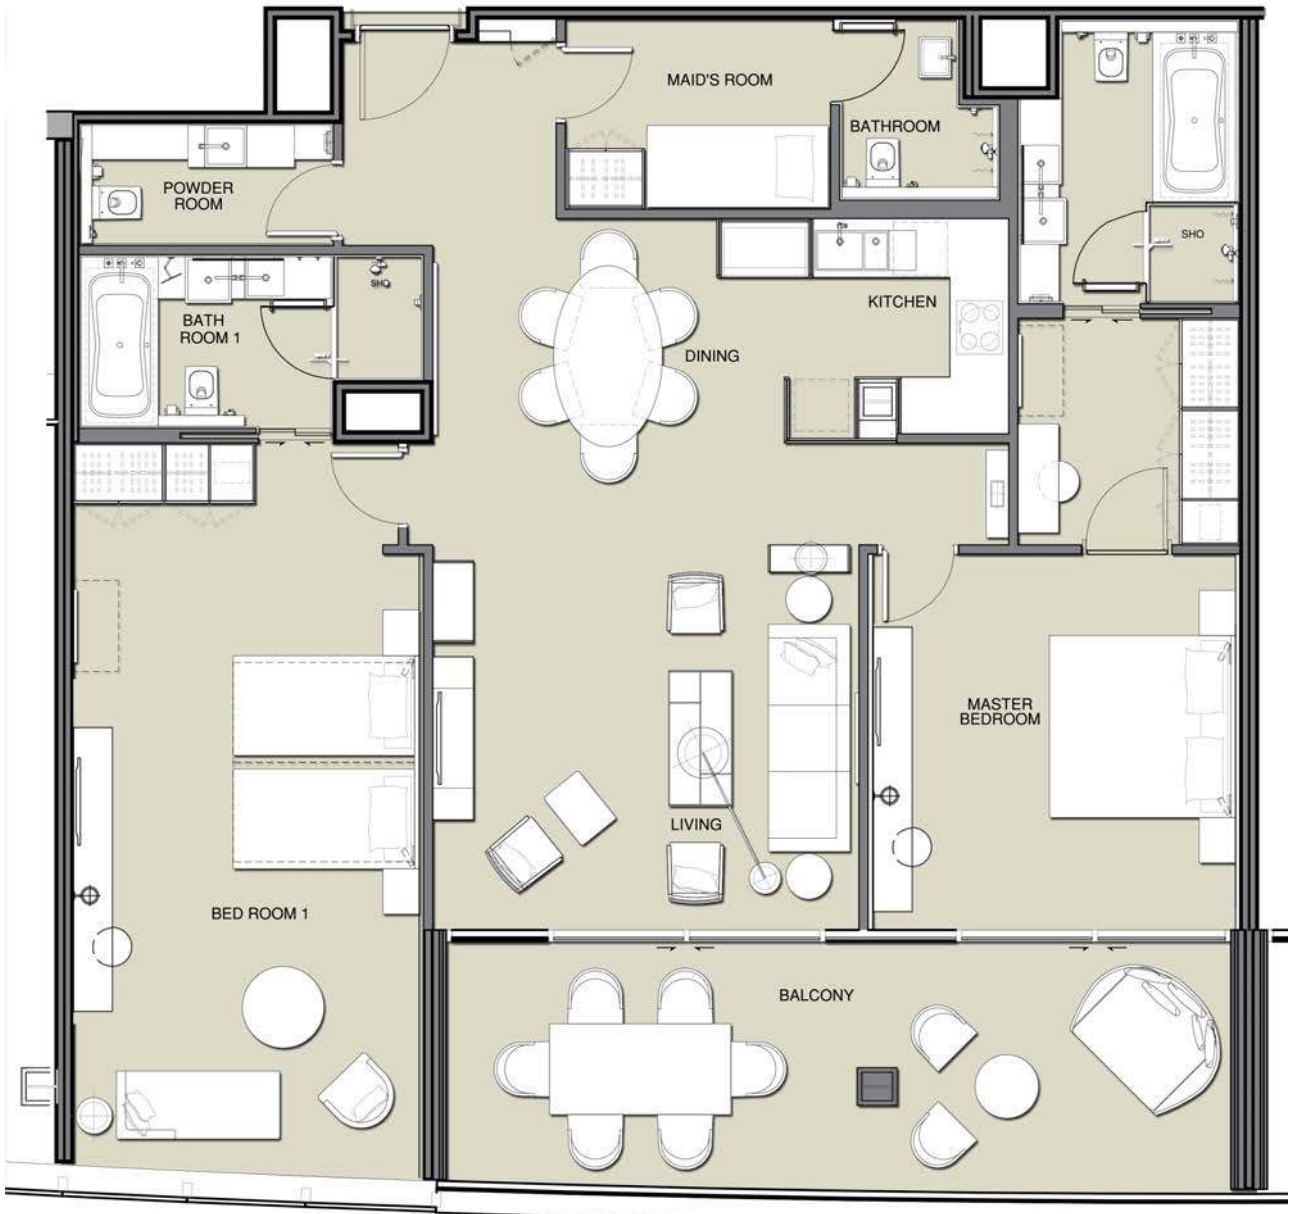 MAID'S ROOM
BATHROOM
POWDER
ROOM
SHO
SHO
KITCHEN
BATH
ROOM 1
DINING
MASTER
BEDROOM
LIVING
BED ROOM 1
BALCONY